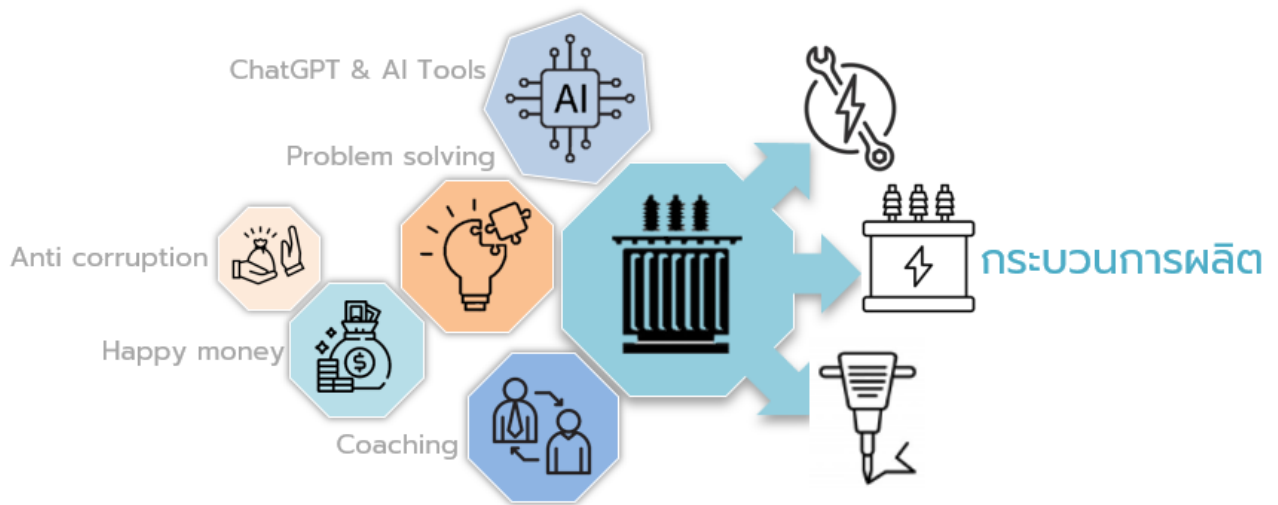 ChatGPT & AI Tools
AI
Problem solving
Anti corruption
กระบวนการผลิต
Happy money
$
Coaching